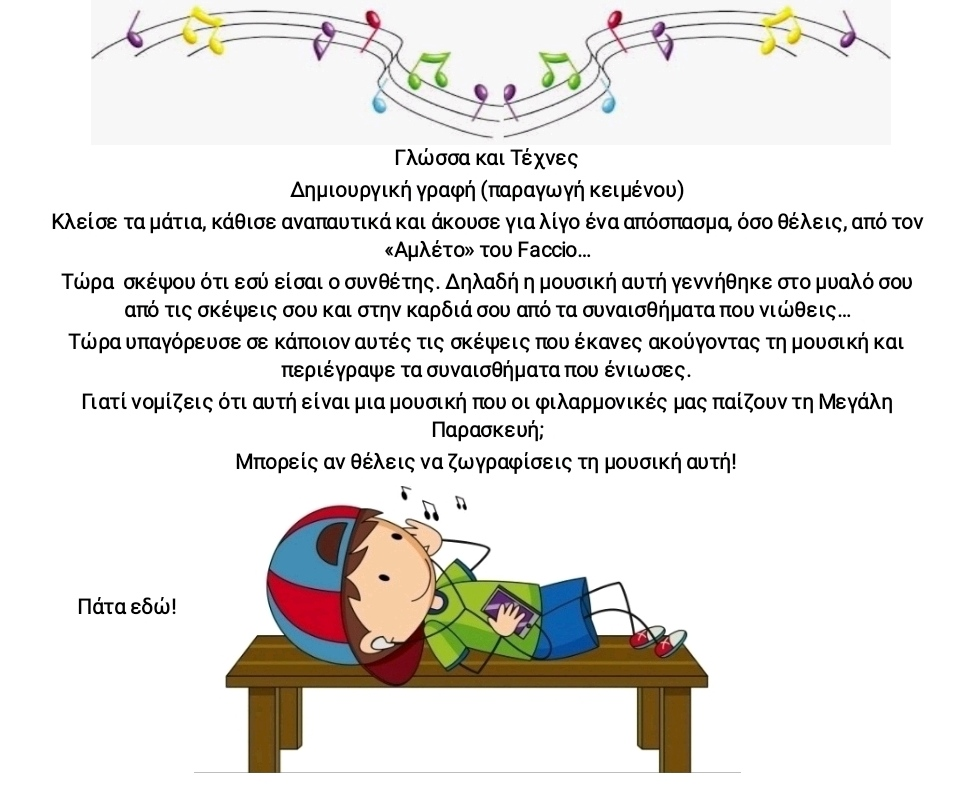 Γλώσσα και Τέχνες
Δημιουργική γραφή (παραγωγή κειμένου)
Κλείσε τα μάτια, κάθισε αναπαυτικά και άκουσε για λίγο ένα απόσπασμα, όσο θέλεις, από τον
«Αμλέτο» του Faccio…
Τώρα  σκέψου ότι εσύ είσαι ο συνθέτης. Δηλαδή η μουσική αυτή γεννήθηκε στο μυαλό σου
από τις σκέψεις σου και στην καρδιά σου από τα συναισθήματα που νιώθεις…
Τώρα υπαγόρευσε σε κάποιον αυτές τις σκέψεις που έκανες ακούγοντας τη μουσική και
περιέγραψε τα συναισθήματα που ένιωσες.
Γιατί νομίζεις ότι αυτή είναι μια μουσική που οι φιλαρμονικές μας παίζουν τη Μεγάλη
Παρασκευή;
Μπορείς αν θέλεις να ζωγραφίσεις τη μουσική αυτή!
Πάτα εδώ!